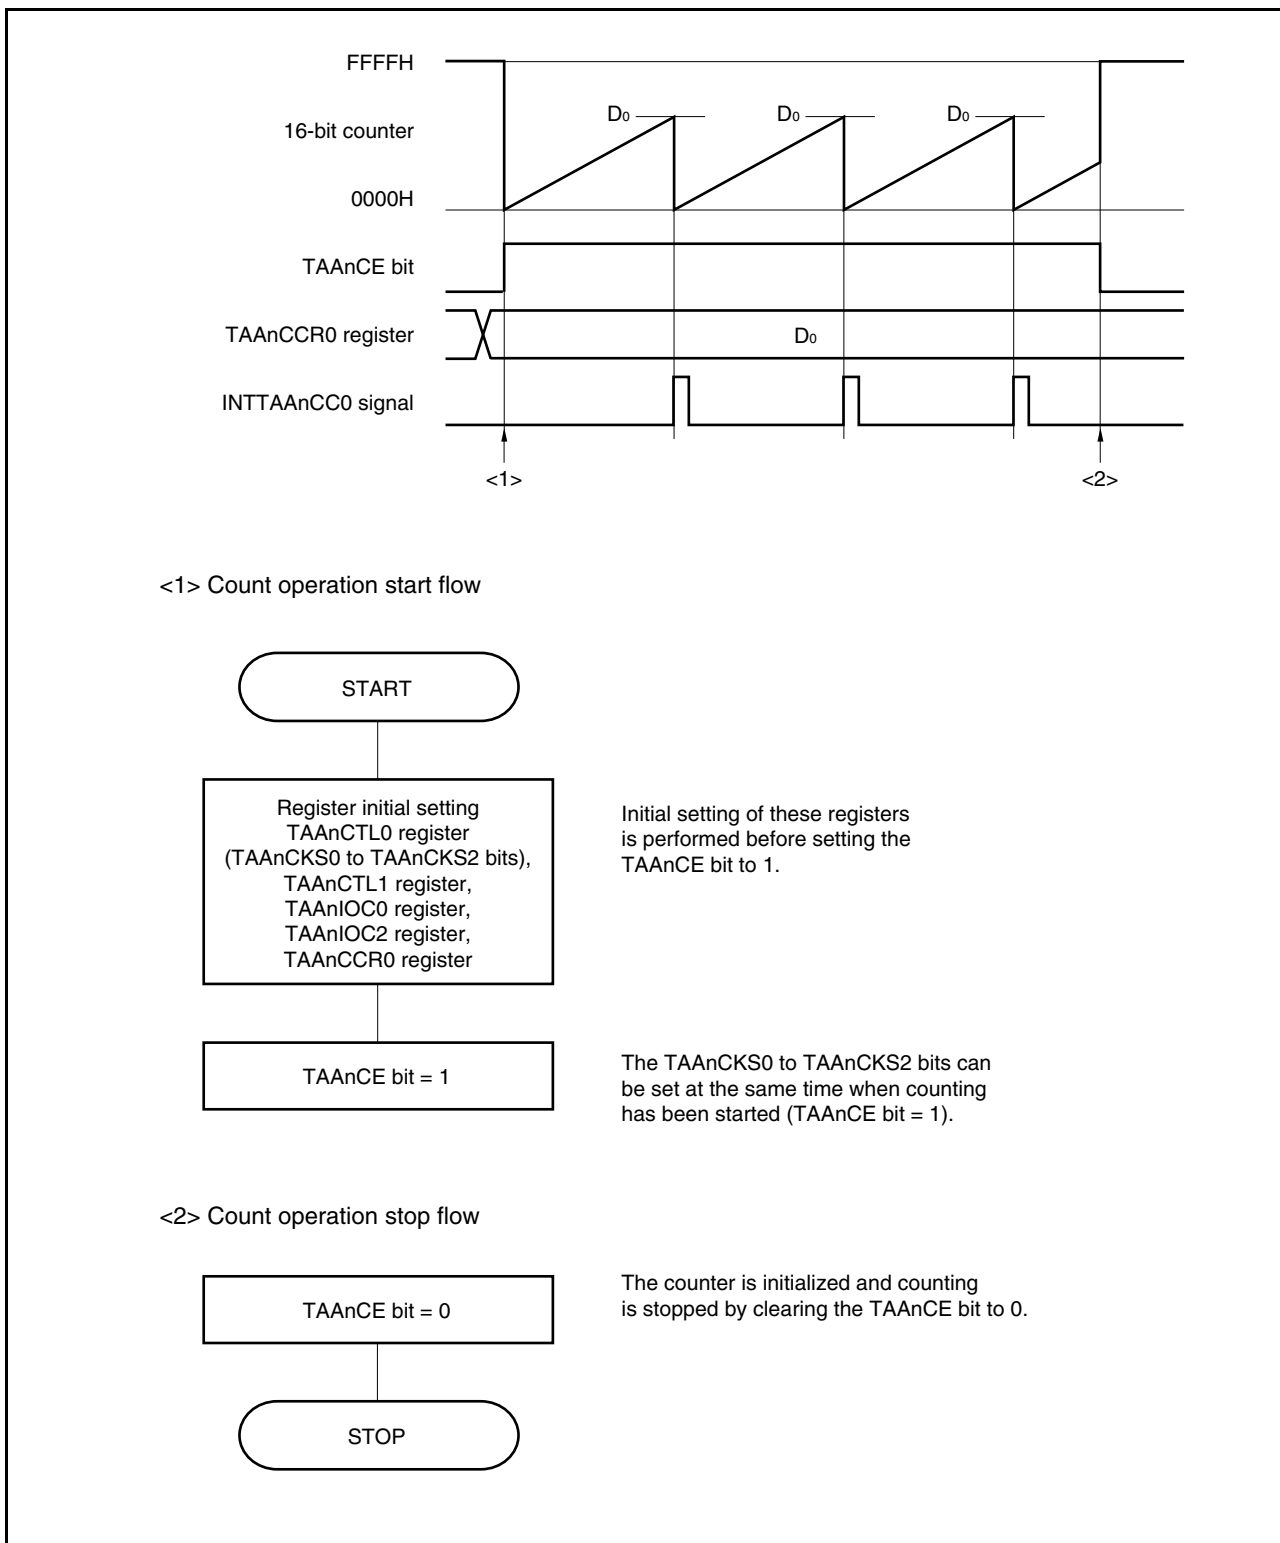 FFFFH
D0 D0 D0
16-bit counter
0000H
TAAnCE bit
TAAnCCR0 register D0
INTTAAnCC0 signal
<1> <2>
<1> Count operation start flow
START
Register initial setting
TAAnCTL0 register
(TAAnCKS0 to TAAnCKS2 bits),
TAAnCTL1 register,
TAAnIOC0 register,
TAAnIOC2 register,
TAAnCCR0 register
Initial setting of these registers
is performed before setting the
TAAnCE bit to 1.
TAAnCE bit = 1
The TAAnCKS0 to TAAnCKS2 bits can
be set at the same time when counting
has been started (TAAnCE bit = 1).
<2> Count operation stop flow
TAAnCE bit = 0
The counter is initialized and counting
is stopped by clearing the TAAnCE bit to 0.
STOP